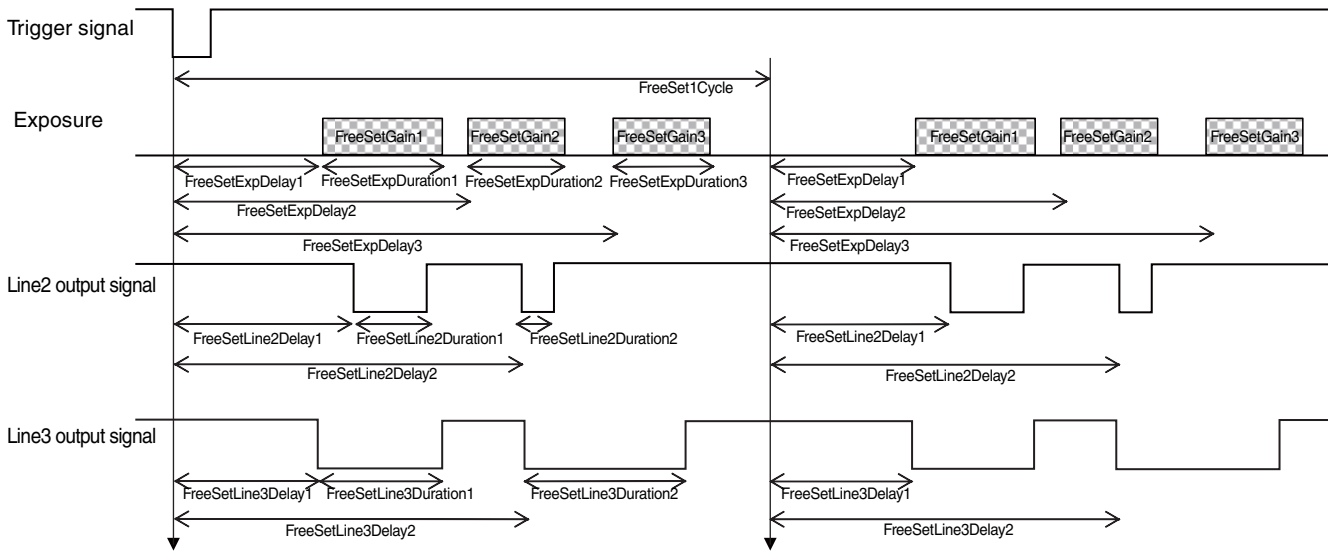 Trigger signal
FreeSet1Cycle
Exposure
FreeSetGain1 FreeSetGain2 FreeSetGain3 FreeSetGain1 FreeSetGain2 FreeSetGain3
FreeSetExpDelay1 FreeSetExpDuration1 FreeSetExpDuration2 FreeSetExpDuration3 FreeSetExpDelay1
FreeSetExpDelay2 FreeSetExpDelay2
FreeSetExpDelay3 FreeSetExpDelay3
Line2 output signal
FreeSetLine2Delay1 FreeSetLine2Duration1 FreeSetLine2Duration2 FreeSetLine2Delay1
FreeSetLine2Delay2 FreeSetLine2Delay2
Line3 output signal
FreeSetLine3Delay1 FreeSetLine3Duration1 FreeSetLine3Duration2 FreeSetLine3Delay1
FreeSetLine3Delay2 FreeSetLine3Delay2